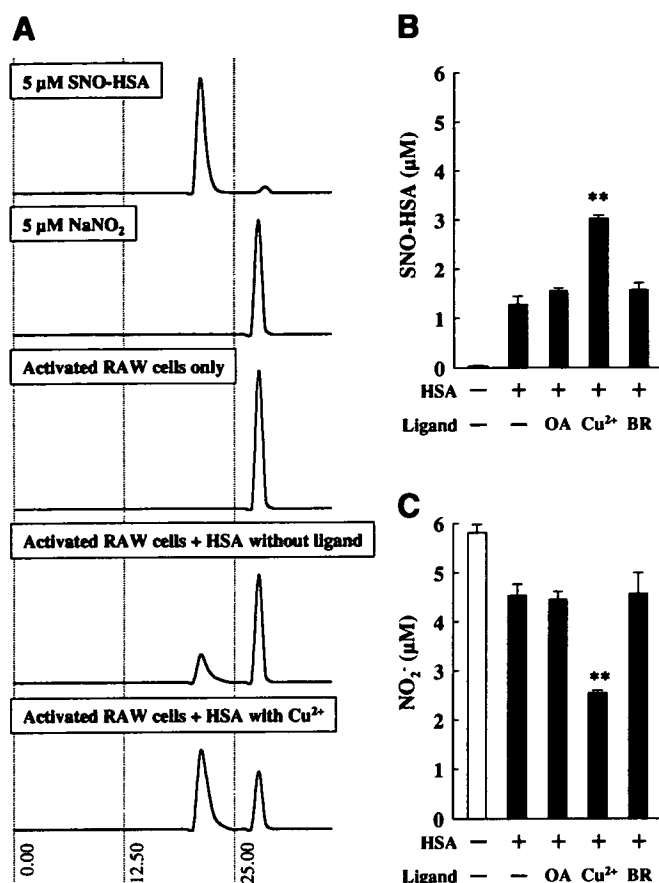 A
5 µM SNO-HSA
5 µM NaNO₂
Activated RAW cells only
Activated RAW cells + HSA without ligand
Activated RAW cells + HSA with Cu²⁺
0.00
12.50
25.00
B
SNO-HSA (µM)
6
5
4
3
2
1
0
**
HSA − + + + +
Ligand − − OA Cu²⁺ BR
C
NO₂⁻ (µM)
6
5
4
3
2
1
0
**
HSA − + + + +
Ligand − − OA Cu²⁺ BR